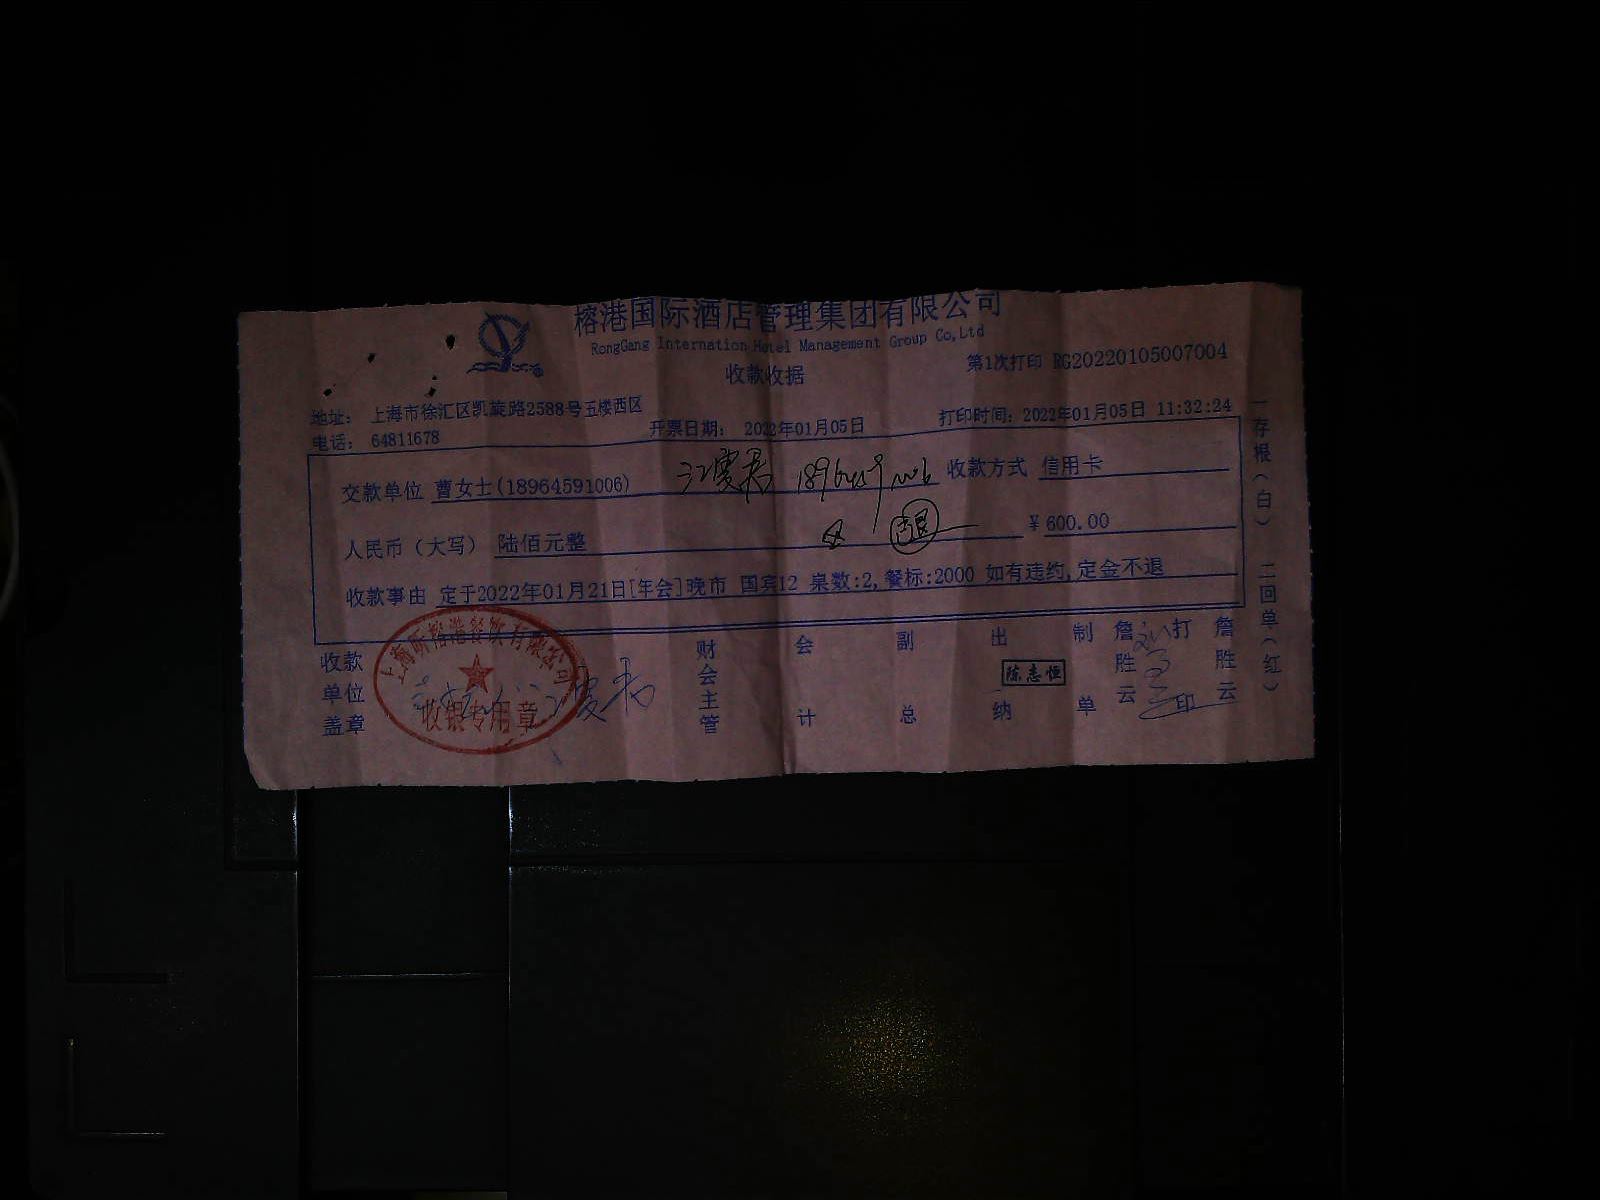 榕港国际酒店管理集团有限公司
RongGang Internation Hotel Management Group Co,Ltd
收款收据
第1次打印 RG20220105007004
地址： 上海市徐汇区凯旋路2588号五楼西区
电话： 64811678
开票日期： 2022年01月05日
打印时间：2022年01月05日 11:32:24
交款单位 曹女士(18964591006)
收款方式 信用卡
人民币（大写） 陆佰元整
退
¥600.00
收款事由 定于2022年01月21日[年会]晚市 国宾12 桌数:2,餐标:2000 如有违约,定金不退
收款单位盖章
收银专用章
财会主管
会计
副总
出纳
陈志恒
制单
詹胜云
打印
詹胜云
一存根（白） 二回单（红）